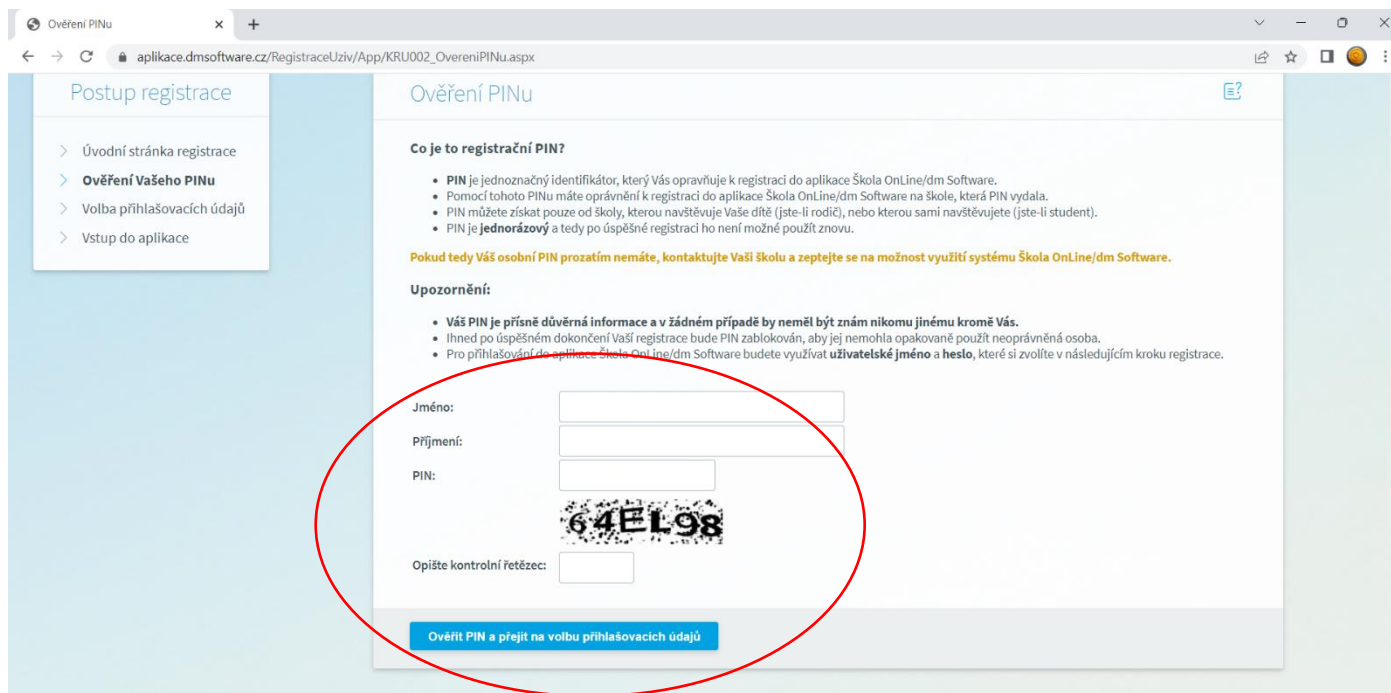 Ověření PINu
aplikace.dmsoftware.cz/RegistraceUziv/App/KRU002_OvereniPINu.aspx
Postup registrace
Úvodní stránka registrace
Ověření Vašeho PINu
Volba přihlašovacích údajů
Vstup do aplikace
Ověření PINu
Co je to registrační PIN?
PIN je jednoznačný identifikátor, který Vás opravňuje k registraci do aplikace Škola OnLine/dm Software.
Pomocí tohoto PINu máte oprávnění k registraci do aplikace Škola OnLine/dm Software na škole, která PIN vydala.
PIN můžete získat pouze od školy, kterou navštěvuje Vaše dítě (jste-li rodič), nebo kterou sami navštěvujete (jste-li student).
PIN je jednorázový a tedy po úspěšné registraci ho není možné použít znovu.
Pokud tedy Váš osobní PIN prozatím nemáte, kontaktujte Vaši školu a zeptejte se na možnost využití systému Škola OnLine/dm Software.
Upozornění:
Váš PIN je přísně důvěrná informace a v žádném případě by neměl být znám nikomu jinému kromě Vás.
Ihned po úspěšném dokončení Vaší registrace bude PIN zablokován, aby jej nemohla opakovaně použít neoprávněná osoba.
Pro přihlašování do aplikace Škola OnLine/dm Software budete využívat uživatelské jméno a heslo, které si zvolíte v následujícím kroku registrace.
Jméno:
Příjmení:
PIN:
64EL98
Opište kontrolní řetězec:
Ověřit PIN a přejít na volbu přihlašovacích údajů